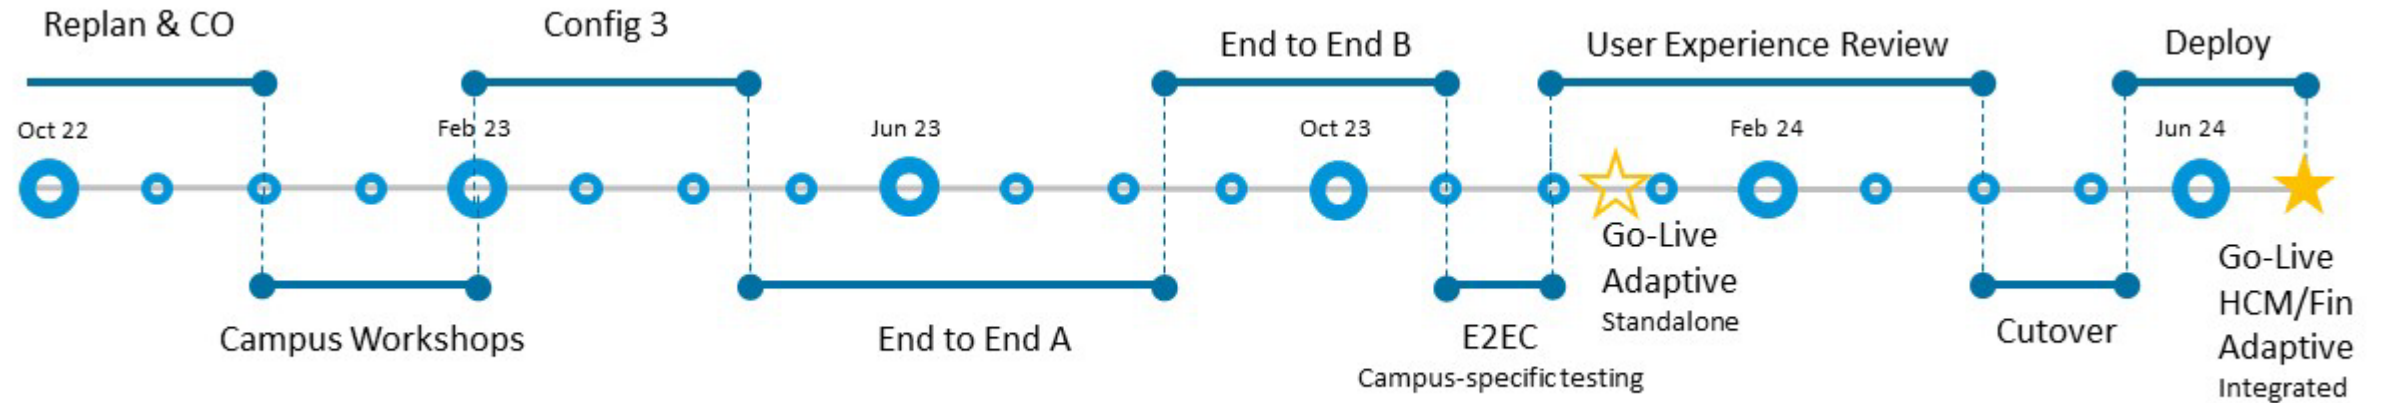 Replan & CO
Config 3
End to End B
User Experience Review
Deploy
Oct 22
Feb 23
Jun 23
Oct 23
Feb 24
Jun 24
Campus Workshops
End to End A
E2EC
Campus-specific testing
Go-Live
Adaptive
Standalone
Cutover
Go-Live
HCM/Fin
Adaptive
Integrated